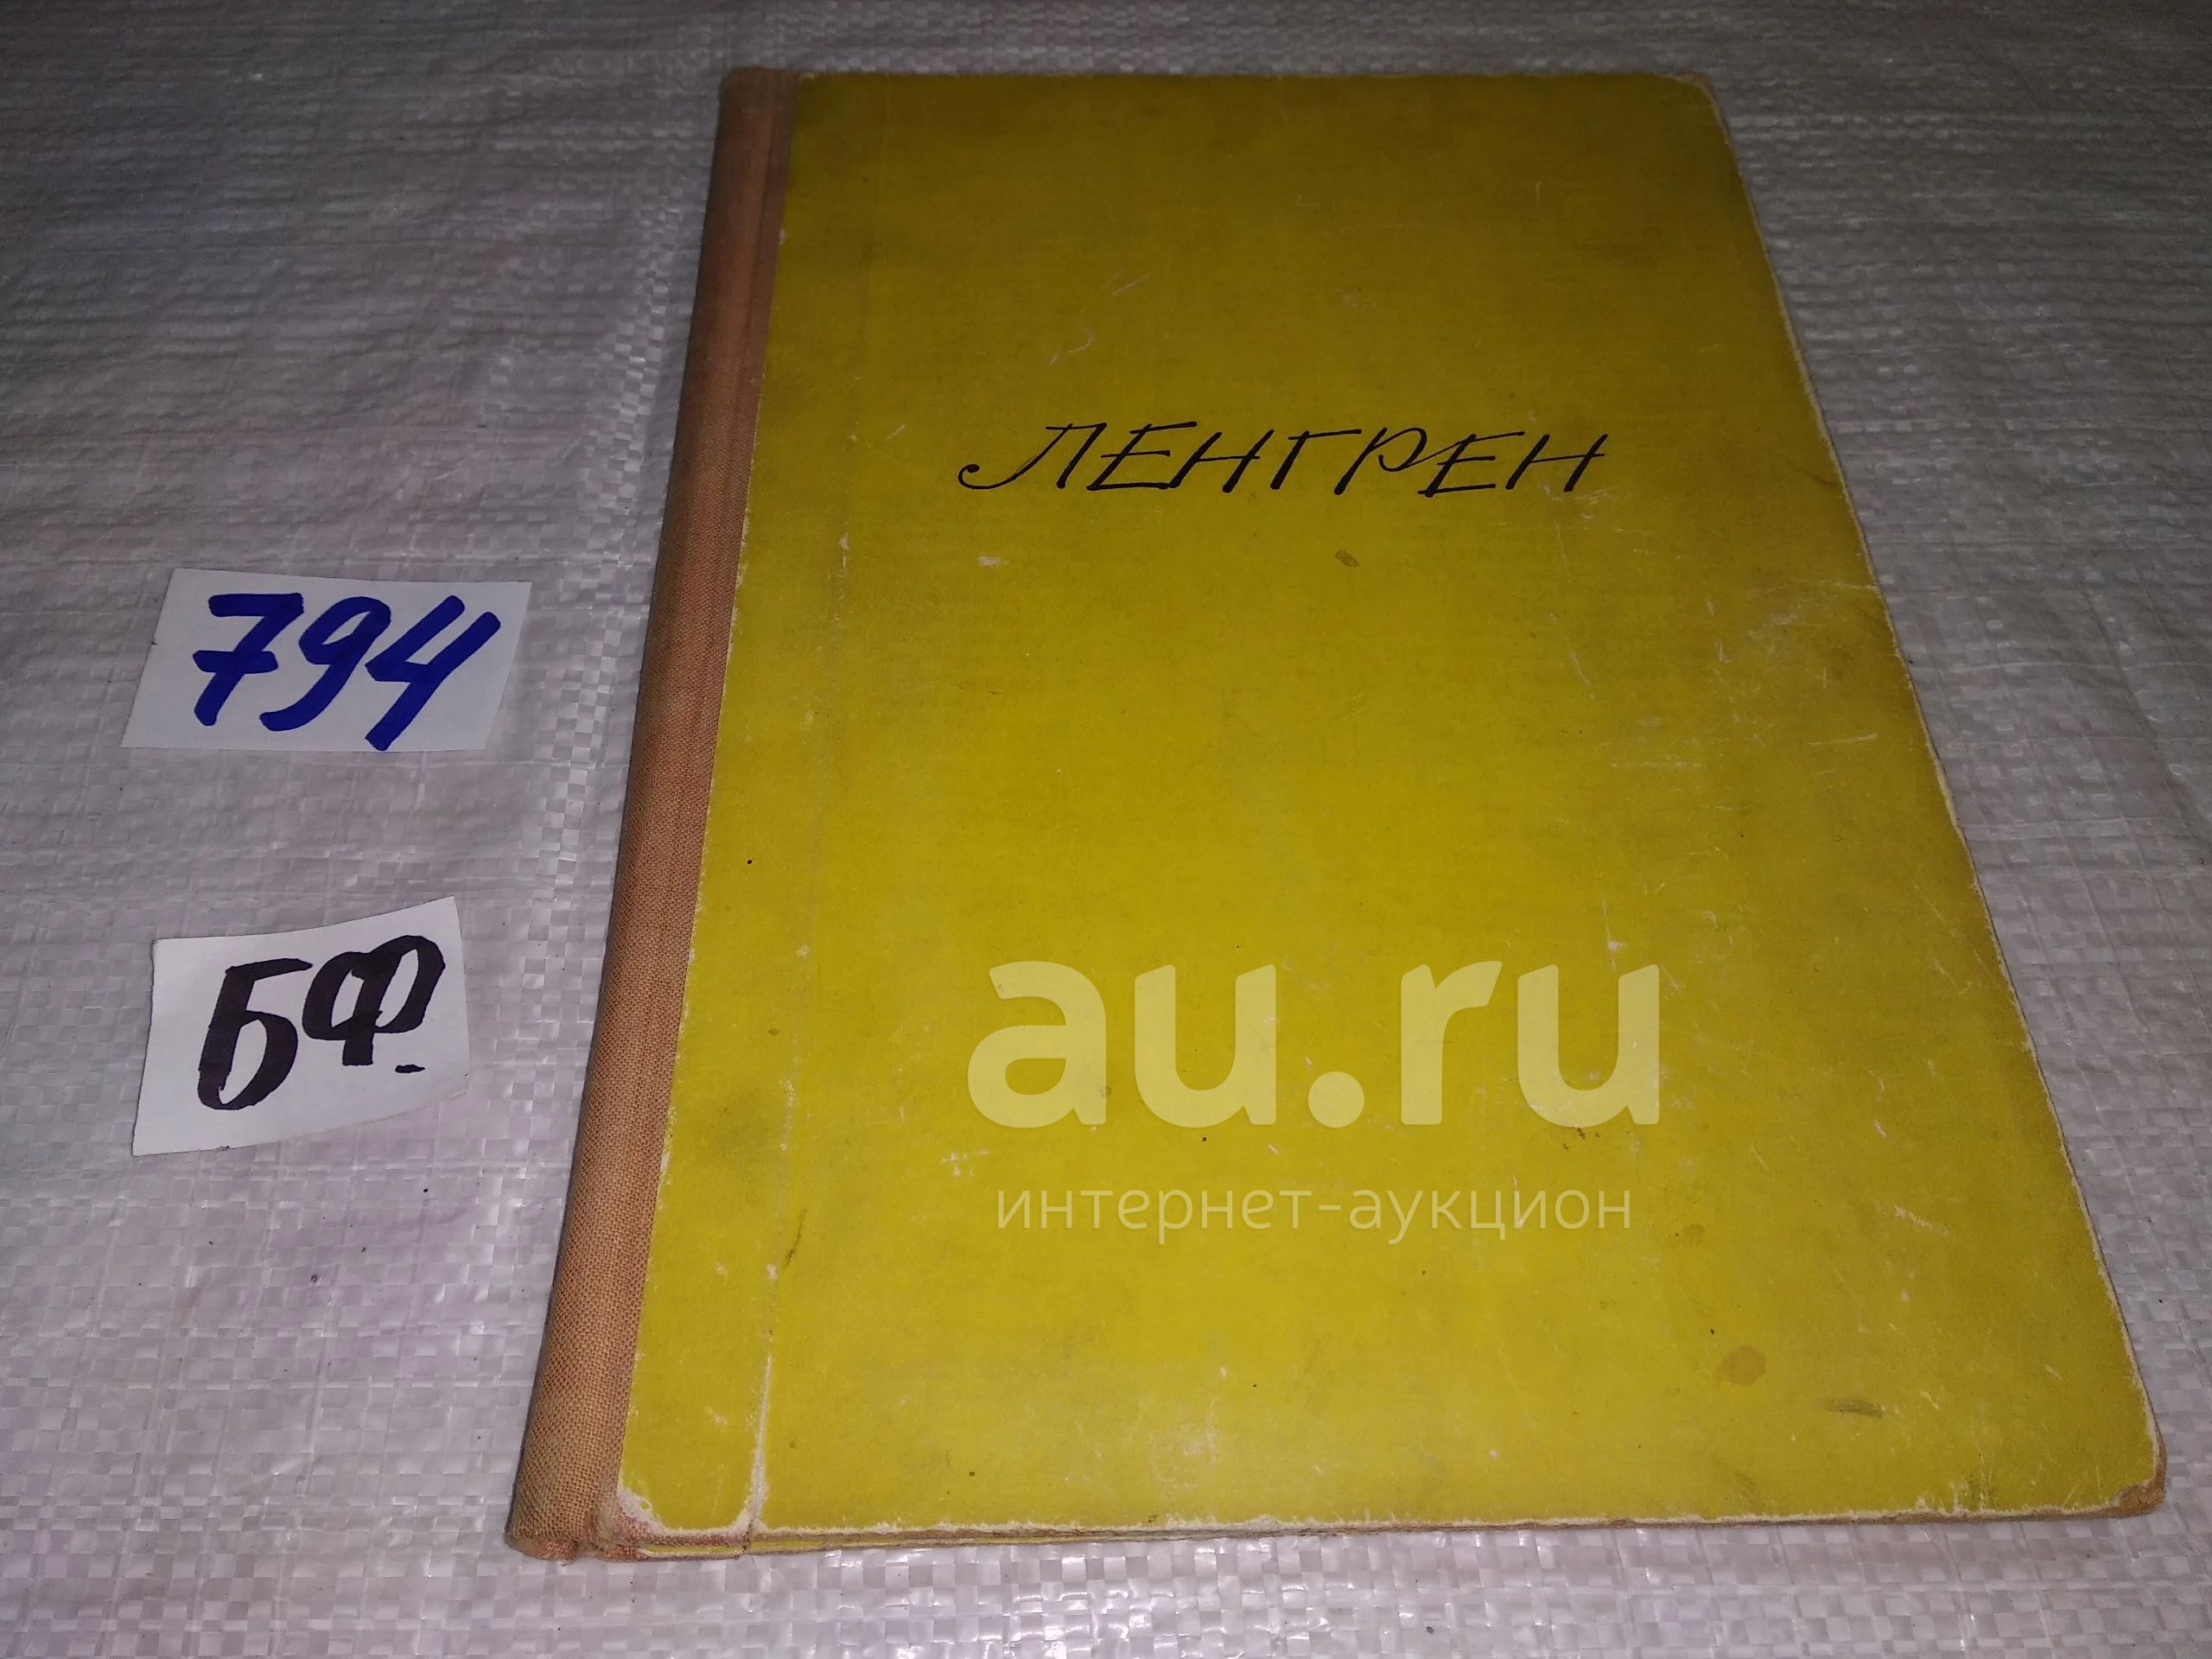 ЛЕНГРЕН
794
БФ.
au.ru
интернет-аукцион